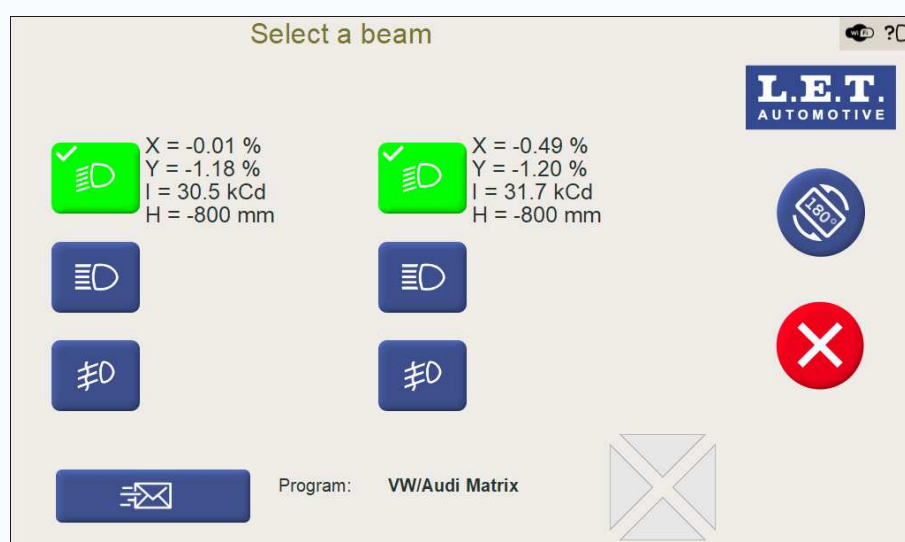 Select a beam
WiFi
?
L.E.T.
AUTOMOTIVE
X = -0.01 %
Y = -1.18 %
I = 30.5 kCd
H = -800 mm
X = -0.49 %
Y = -1.20 %
I = 31.7 kCd
H = -800 mm
180°
Program: VW/Audi Matrix